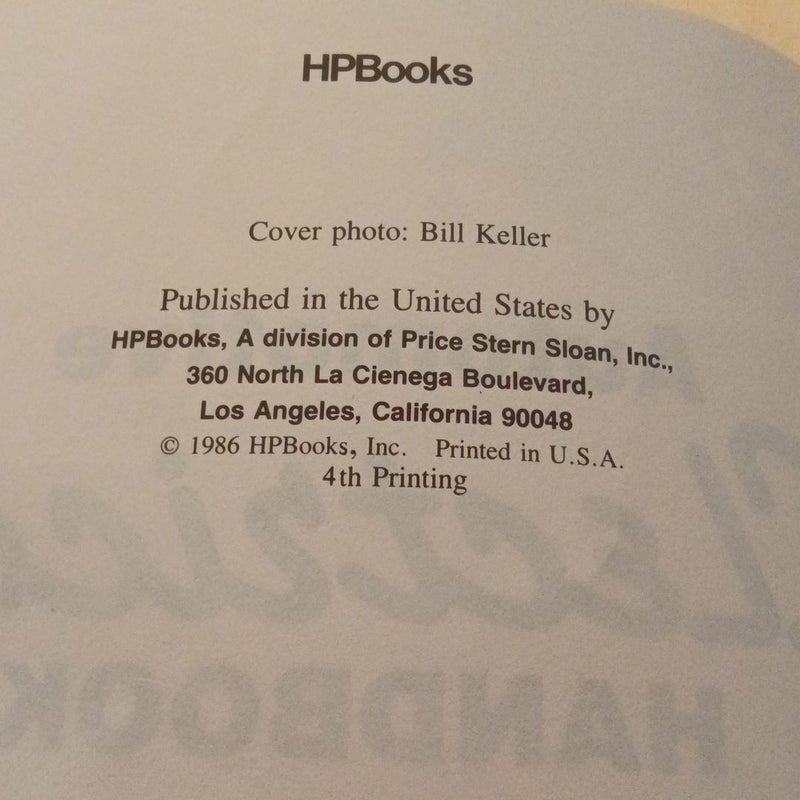 HPBooks
Cover photo: Bill Keller
Published in the United States by
HPBooks, A division of Price Stern Sloan, Inc.,
360 North La Cienega Boulevard,
Los Angeles, California 90048
© 1986 HPBooks, Inc. Printed in U.S.A.
4th Printing
HANDBOOK